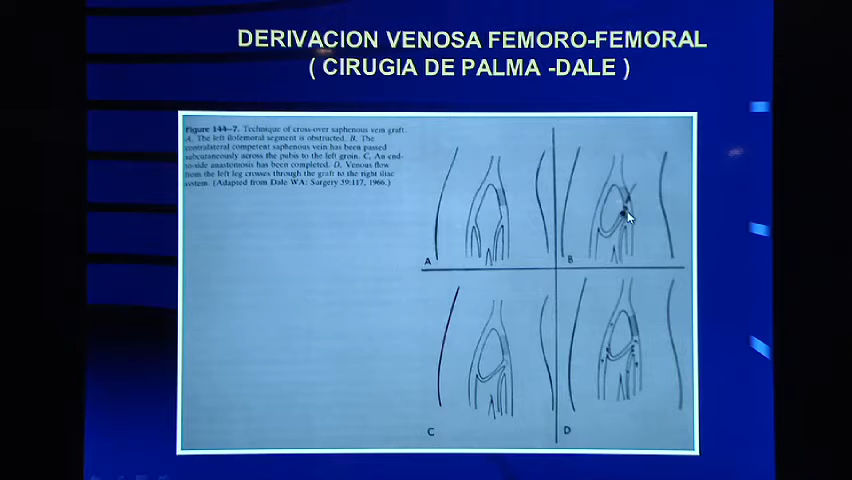 DERIVACION VENOSA FEMORO-FEMORAL
( CIRUGIA DE PALMA -DALE )
Figure 144-7. Technique of cross-over saphenous vein graft.
A. The left iliofemoral segment is obstructed. B. The
contralateral competent saphenous vein has been passed
subcutaneously across the pubis to the left groin. C. An end-
to-side anastomosis has been completed. D. Venous flow
from the left leg crosses through the graft to the right iliac
system. (Adapted from Dale WA: Surgery 59:117, 1966.)
A
B
C
D